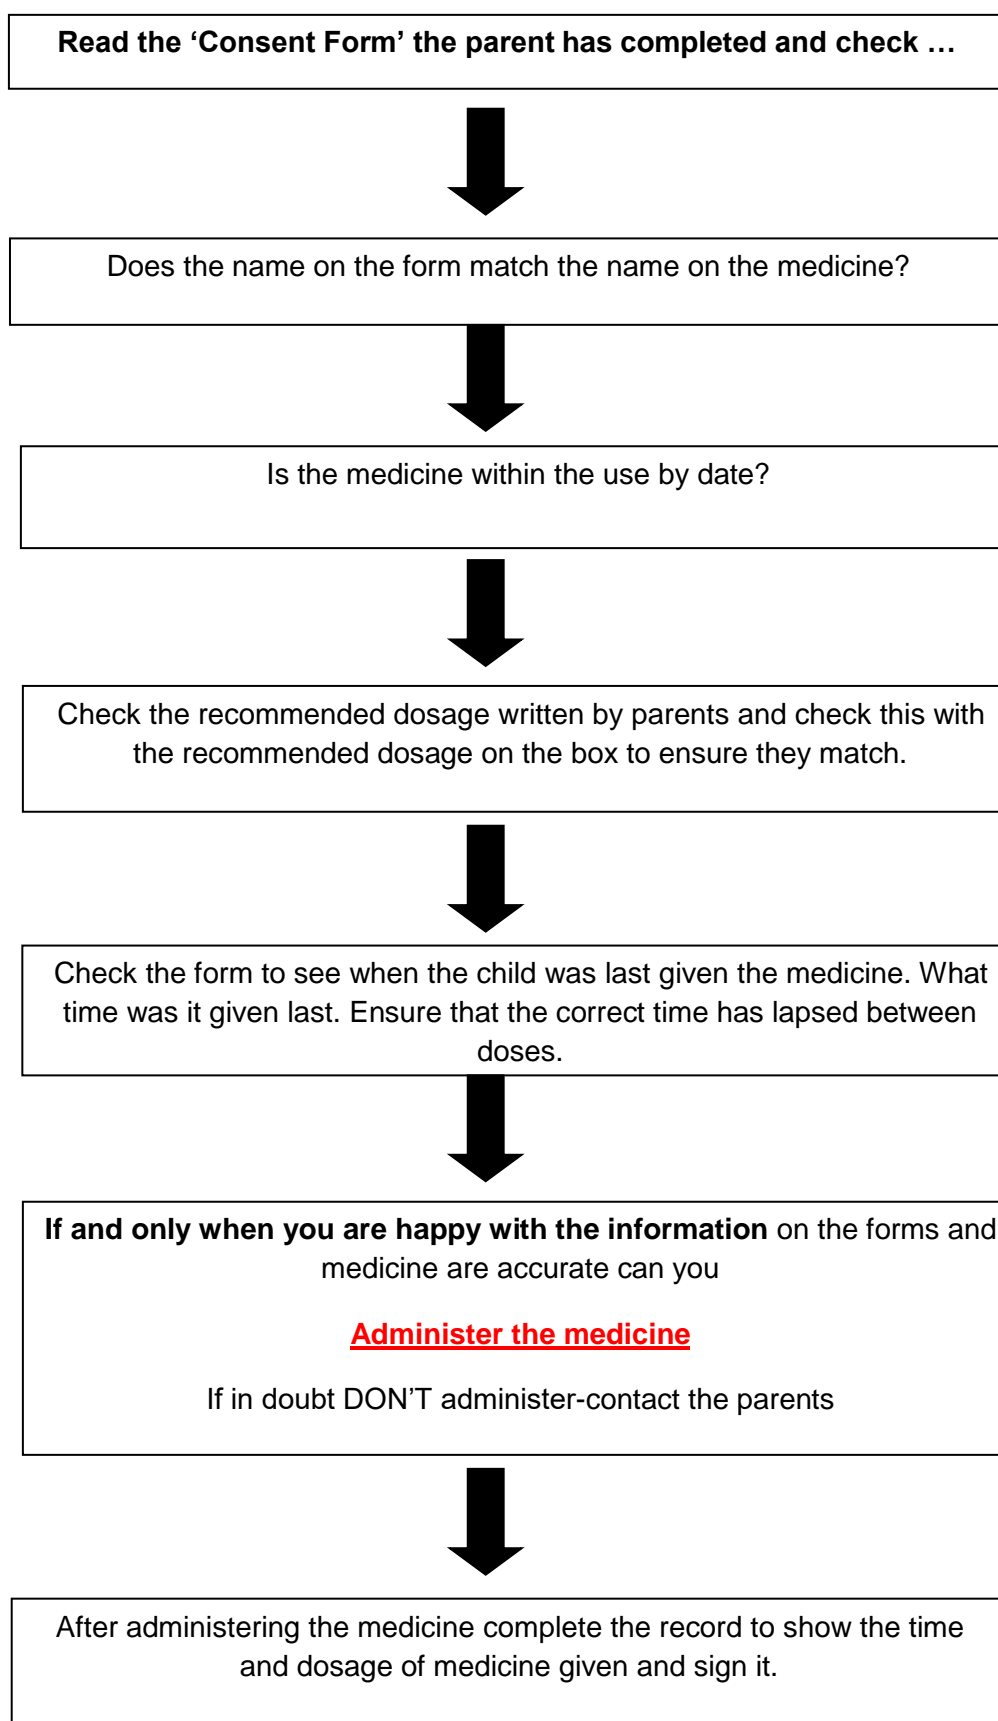 Read the ‘Consent Form’ the parent has completed and check …
Does the name on the form match the name on the medicine?
Is the medicine within the use by date?
Check the recommended dosage written by parents and check this with
the recommended dosage on the box to ensure they match.
Check the form to see when the child was last given the medicine. What
time was it given last. Ensure that the correct time has lapsed between
doses.
If and only when you are happy with the information on the forms and
medicine are accurate can you
Administer the medicine
If in doubt DON’T administer-contact the parents
After administering the medicine complete the record to show the time
and dosage of medicine given and sign it.